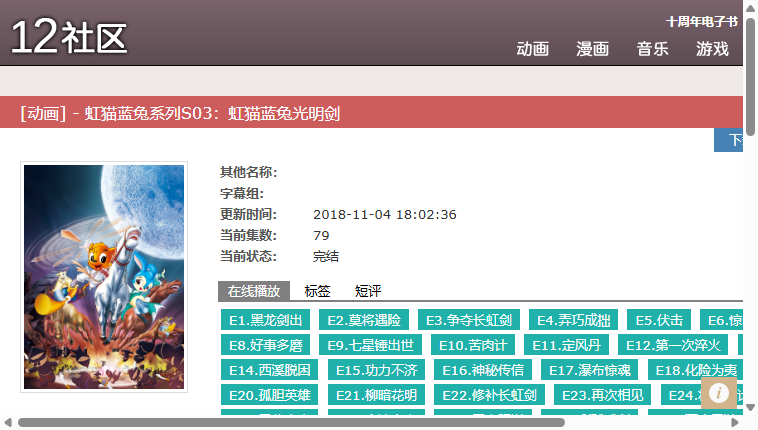 12社区
十周年电子书
动画 漫画 音乐 游戏
[动画] - 虹猫蓝兔系列S03：虹猫蓝兔光明剑
其他名称:
字幕组:
更新时间: 2018-11-04 18:02:36
当前集数: 79
当前状态: 完结
在线播放 标签 短评
E1.黑龙剑出 E2.莫将遇险 E3.争夺长虹剑 E4.弄巧成拙 E5.伏击 E6.惊
E8.好事多磨 E9.七星锤出世 E10.苦肉计 E11.定风丹 E12.第一次淬火
E14.西溪脱困 E15.功力不济 E16.神秘传信 E17.瀑布惊魂 E18.化险为夷
E20.孤胆英雄 E21.柳暗花明 E22.修补长虹剑 E23.再次相见 E24.